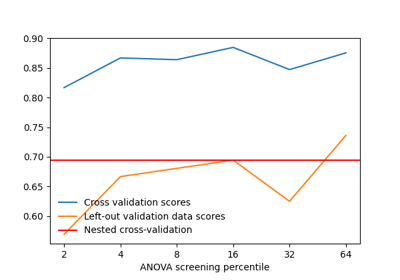 0.90
0.85
0.80
0.75
0.70
0.65
0.60
Cross validation scores
Left-out validation data scores
Nested cross-validation
2 4 8 16 32 64
ANOVA screening percentile